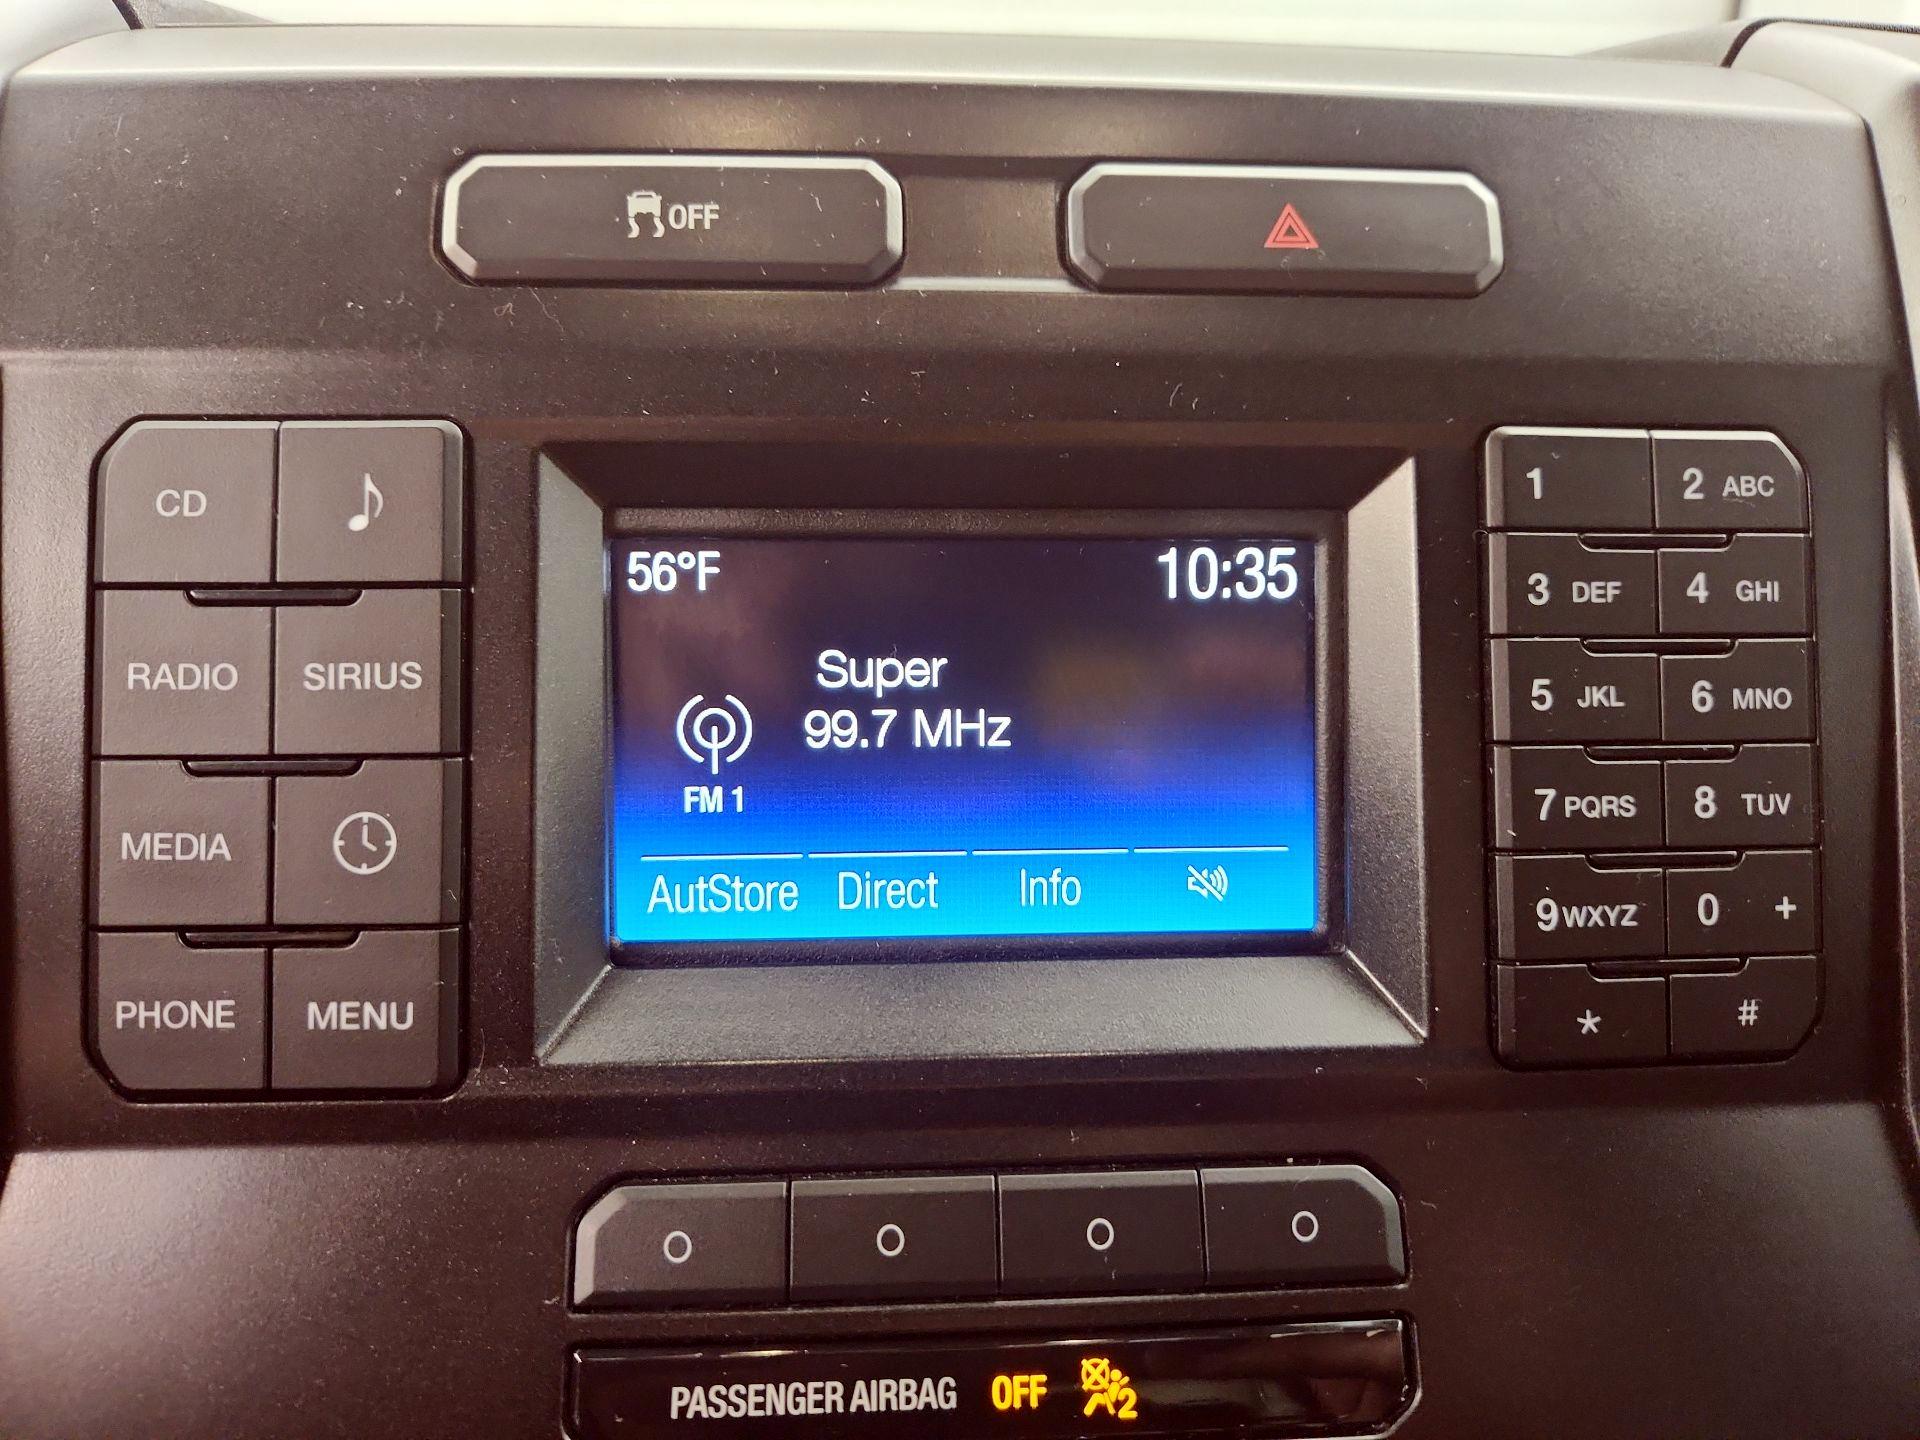 OFF
56°F 10:35
Super
99.7 MHz
FM 1
AutStore Direct Info
CD
RADIO SIRIUS
MEDIA
PHONE MENU
1 2 ABC
3 DEF 4 GHI
5 JKL 6 MNO
7 PQRS 8 TUV
9 WXYZ 0 +
* #
PASSENGER AIRBAG OFF 2